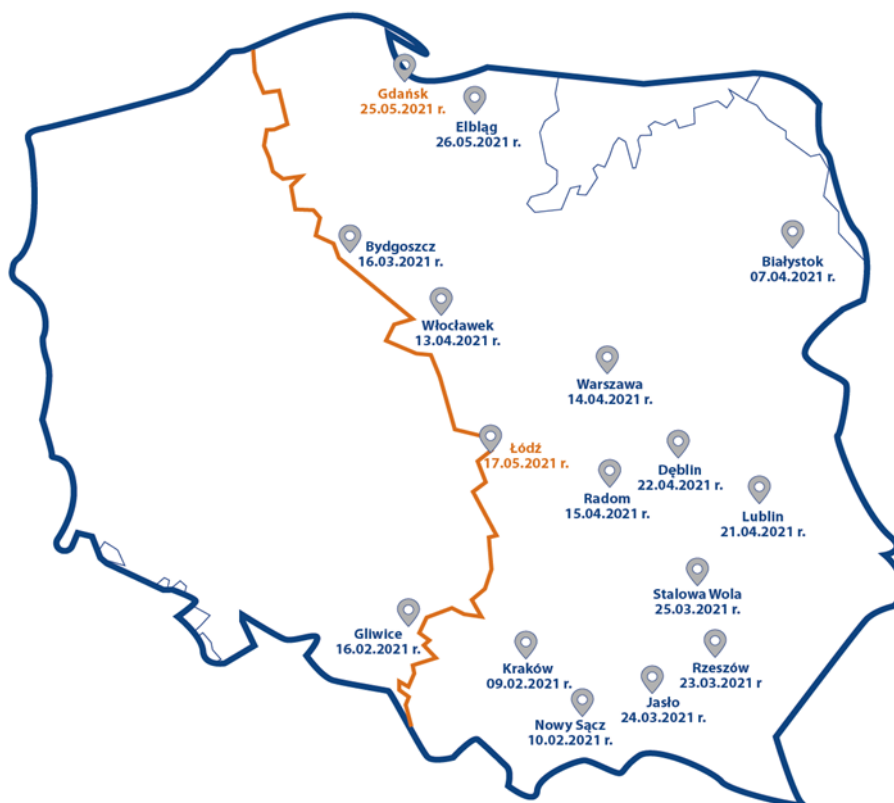 Gdańsk
25.05.2021 r.
Elbląg
26.05.2021 r.
Bydgoszcz
16.03.2021 r.
Białystok
07.04.2021 r.
Włocławek
13.04.2021 r.
Warszawa
14.04.2021 r.
Łódź
17.05.2021 r.
Dęblin
22.04.2021 r.
Radom
15.04.2021 r.
Lublin
21.04.2021 r.
Stalowa Wola
25.03.2021 r.
Gliwice
16.02.2021 r.
Kraków
09.02.2021 r.
Rzeszów
23.03.2021 r
Jasło
24.03.2021 r.
Nowy Sącz
10.02.2021 r.